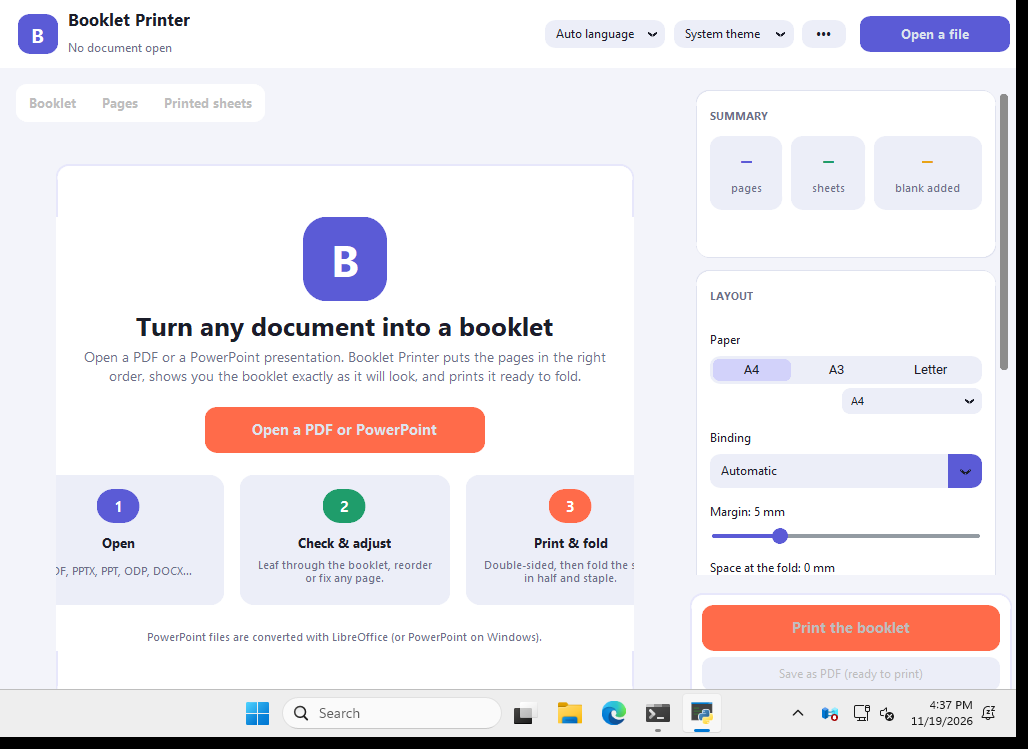 B
Booklet Printer
No document open
Auto language
System theme
•••
Open a file
Booklet
Pages
Printed sheets
B
Turn any document into a booklet
Open a PDF or a PowerPoint presentation. Booklet Printer puts the pages in the right
order, shows you the booklet exactly as it will look, and prints it ready to fold.
Open a PDF or PowerPoint
1
Open
DF, PPTX, PPT, ODP, DOCX...
2
Check & adjust
Leaf through the booklet, reorder
or fix any page.
3
Print & fold
Double-sided, then fold the s
in half and staple.
PowerPoint files are converted with LibreOffice (or PowerPoint on Windows).
SUMMARY
– pages
– sheets
– blank added
LAYOUT
Paper
A4
A3
Letter
A4
Binding
Automatic
Margin: 5 mm
Space at the fold: 0 mm
Print the booklet
Save as PDF (ready to print)
Search
4:37 PM
11/19/2026